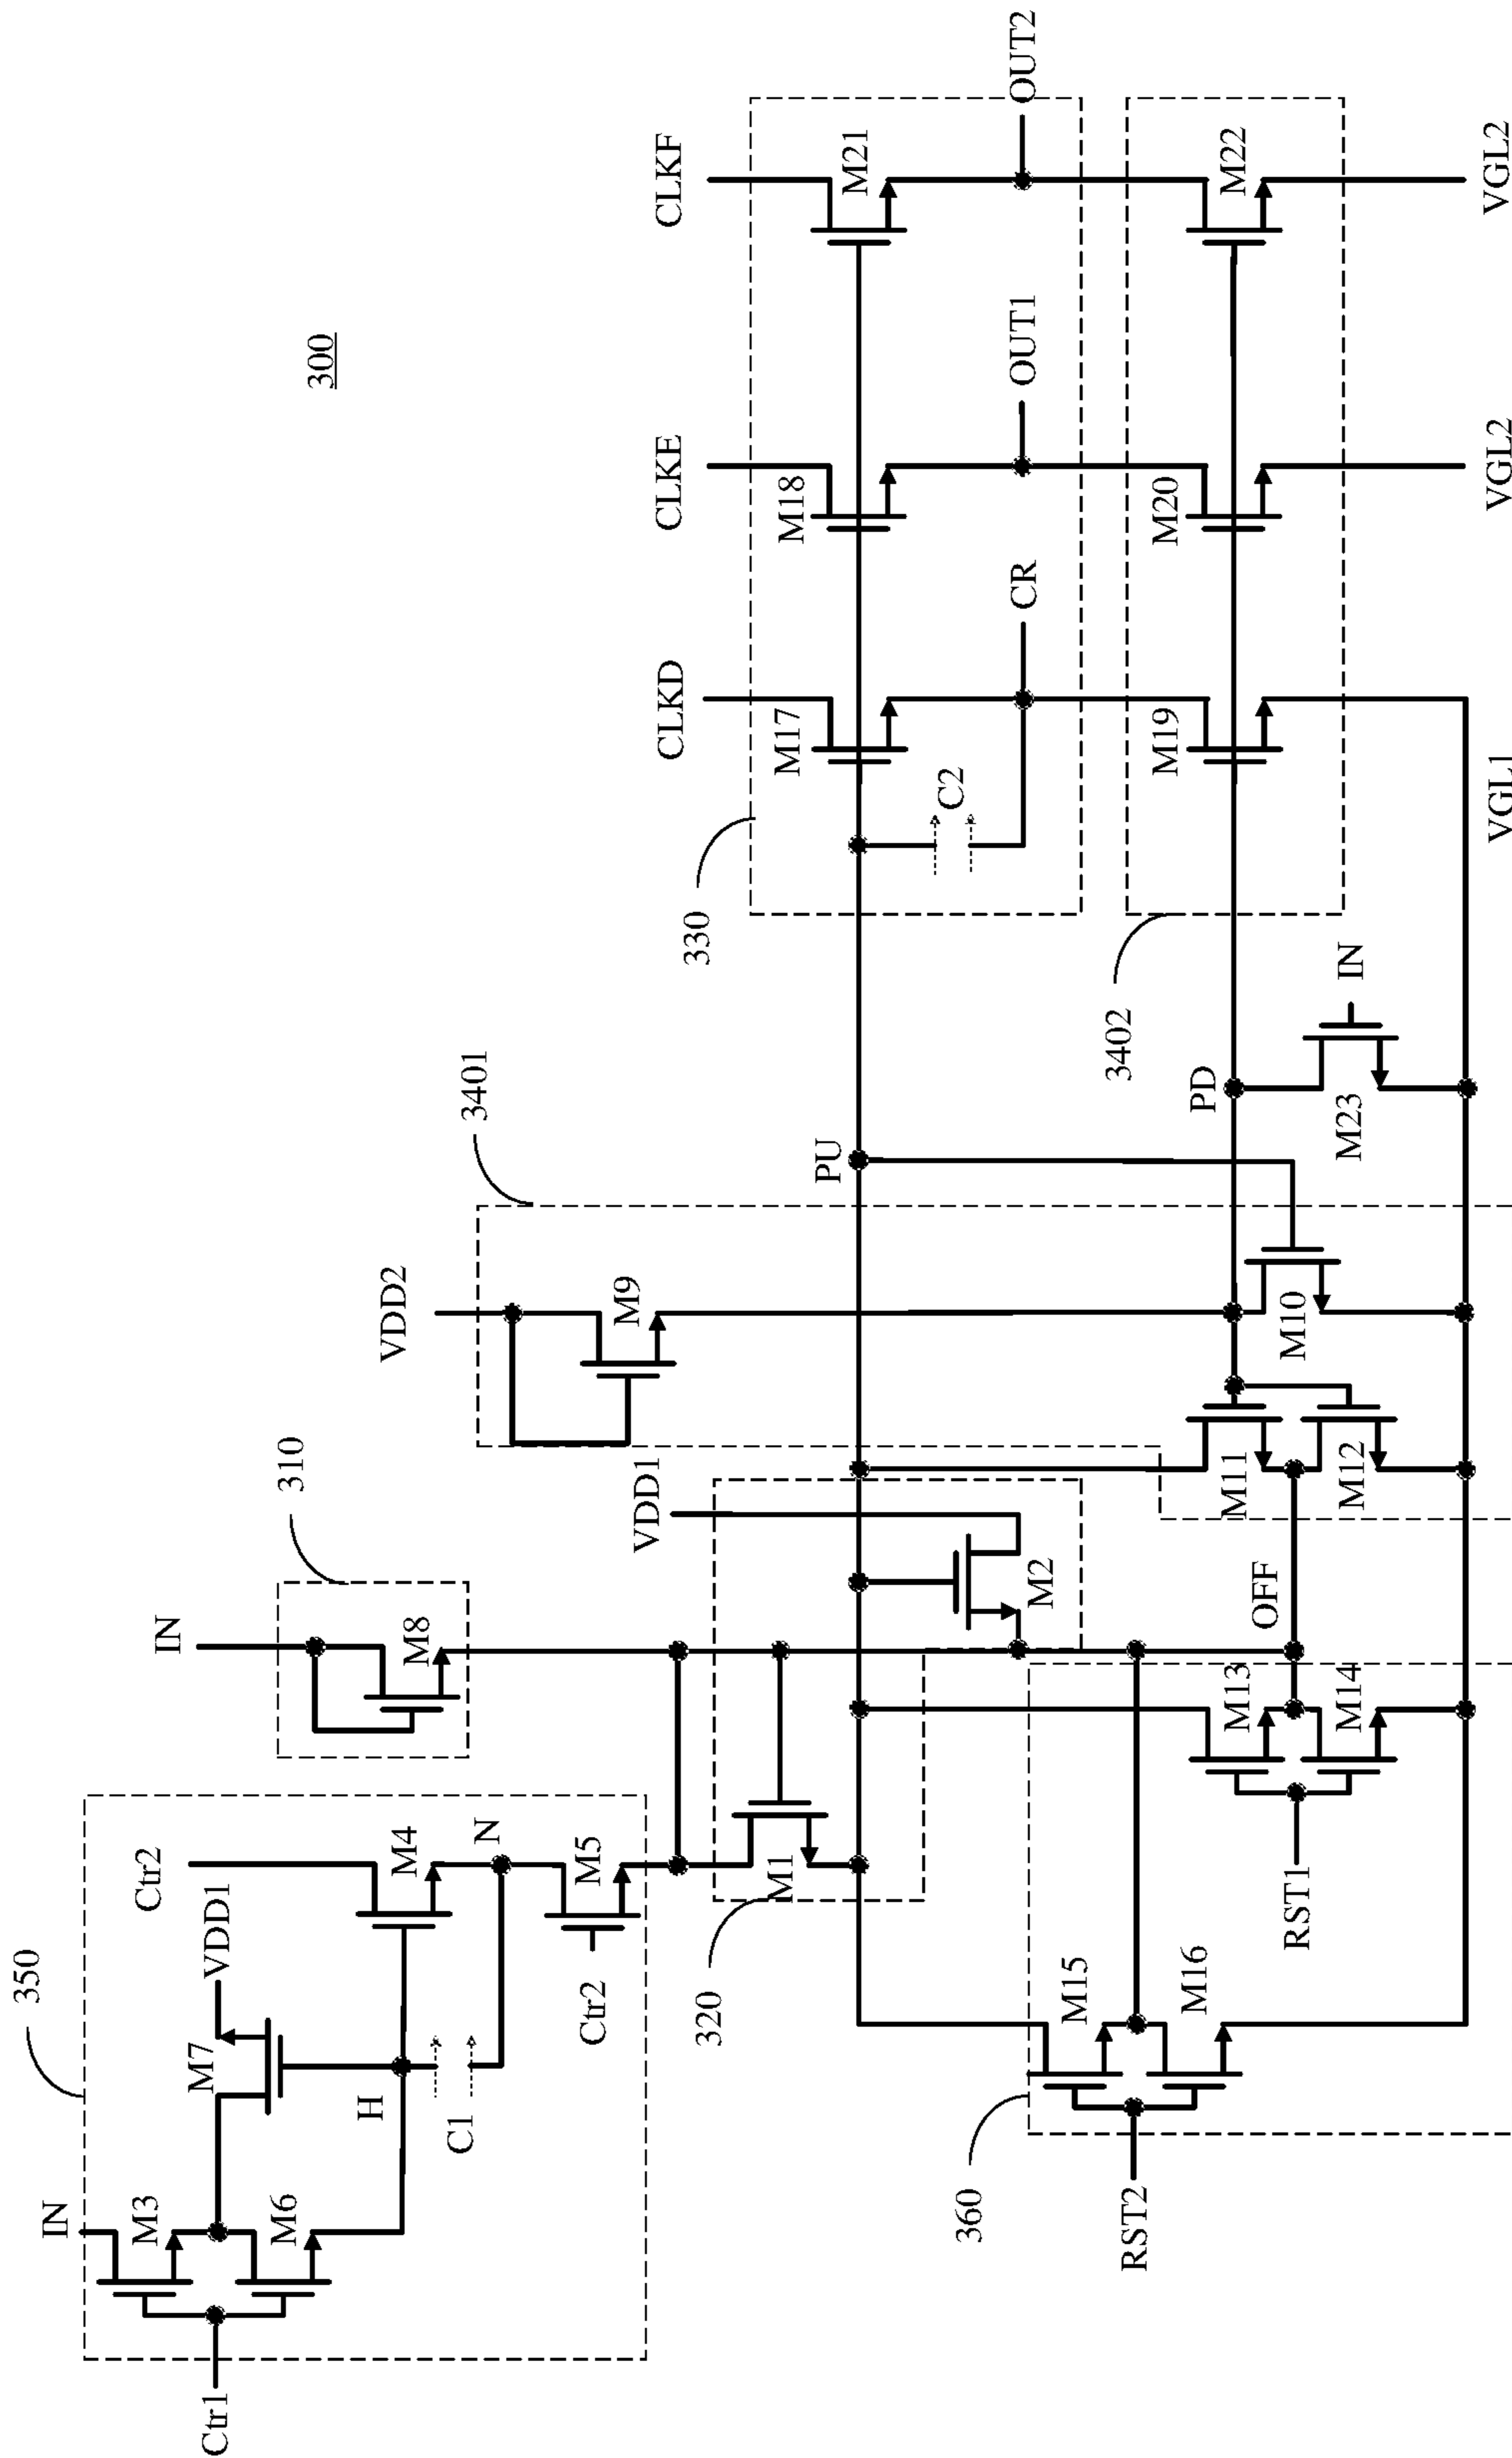 300
350
Ctr1
IN
M3
M6
M7
VDD1
H
C1
Ctr2
M4
N
M5
Ctr2
310
IN
M8
320
M1
VDD1
M2
OFF
360
RST2
M15
M16
RST1
M13
M14
3401
VDD2
M9
M10
M11
M12
PU
PD
M23
IN
330
CLKD
M17
C2
CR
CLKE
M18
OUT1
CLKF
M21
OUT2
3402
M19
M20
M22
VGL1
VGL2
VGL2